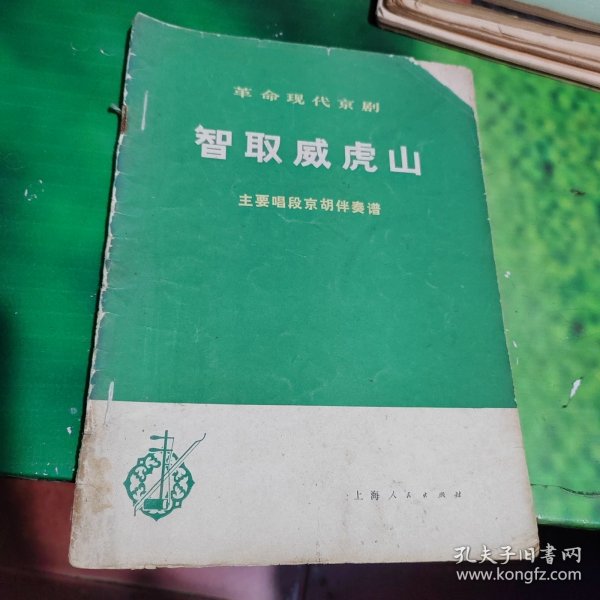 革命现代京剧
智取威虎山
主要唱段京胡伴奏谱
上海人民出版社
孔夫子旧书网
www.kongfz.com